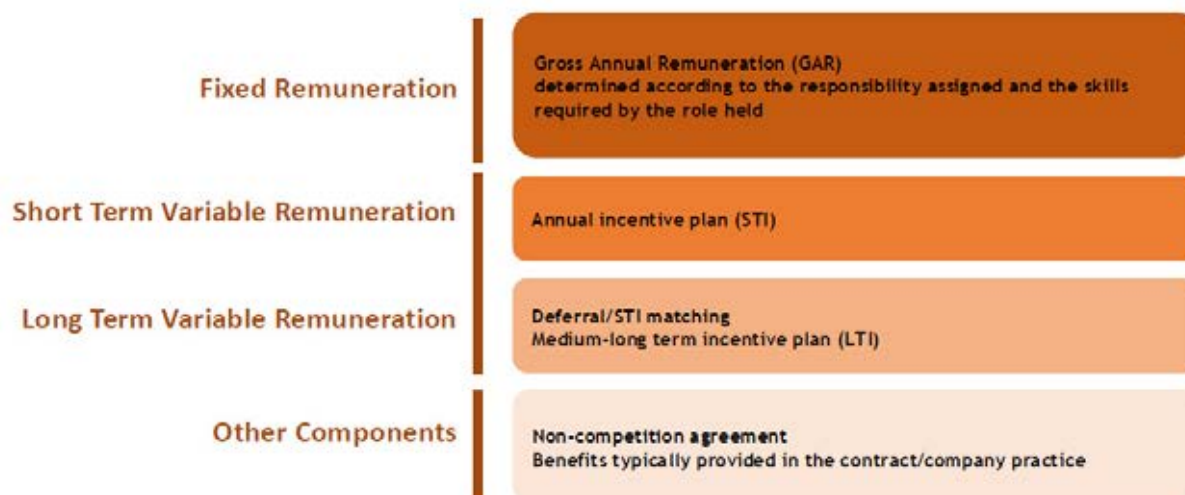 Fixed Remuneration
Gross Annual Remuneration (GAR)
determined according to the responsibility assigned and the skills
required by the role held
Short Term Variable Remuneration
Annual incentive plan (STI)
Long Term Variable Remuneration
Deferral/STI matching
Medium-long term incentive plan (LTI)
Other Components
Non-competition agreement
Benefits typically provided in the contract/company practice